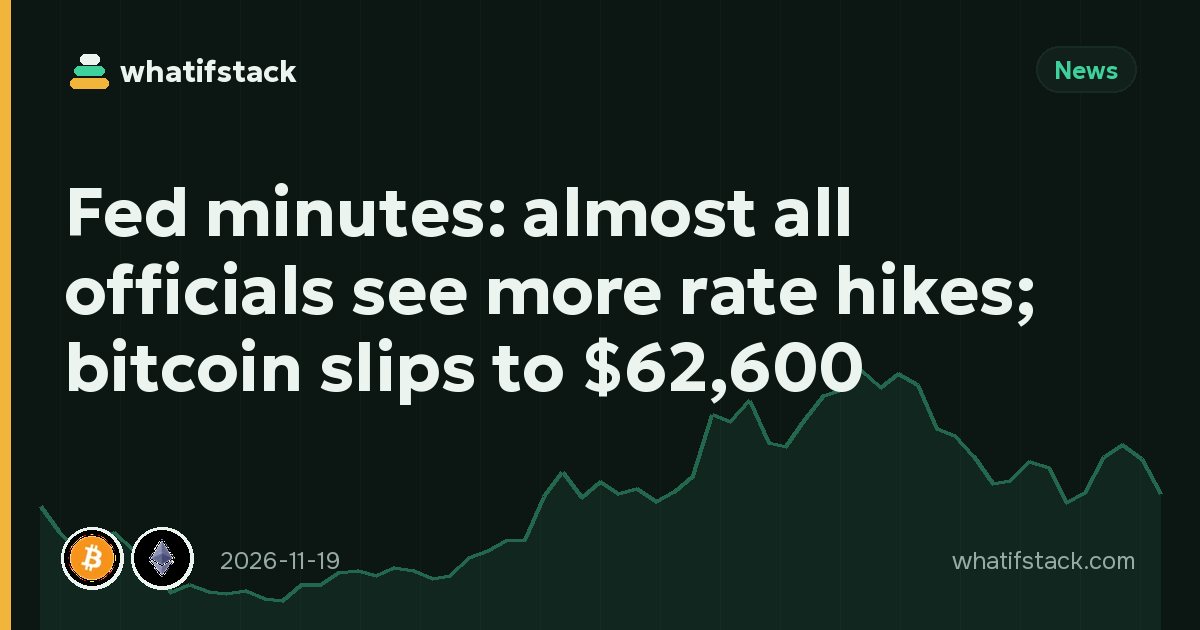 whatifstack
News
Fed minutes: almost all
officials see more rate hikes;
bitcoin slips to $62,600
2026-11-19
whatifstack.com